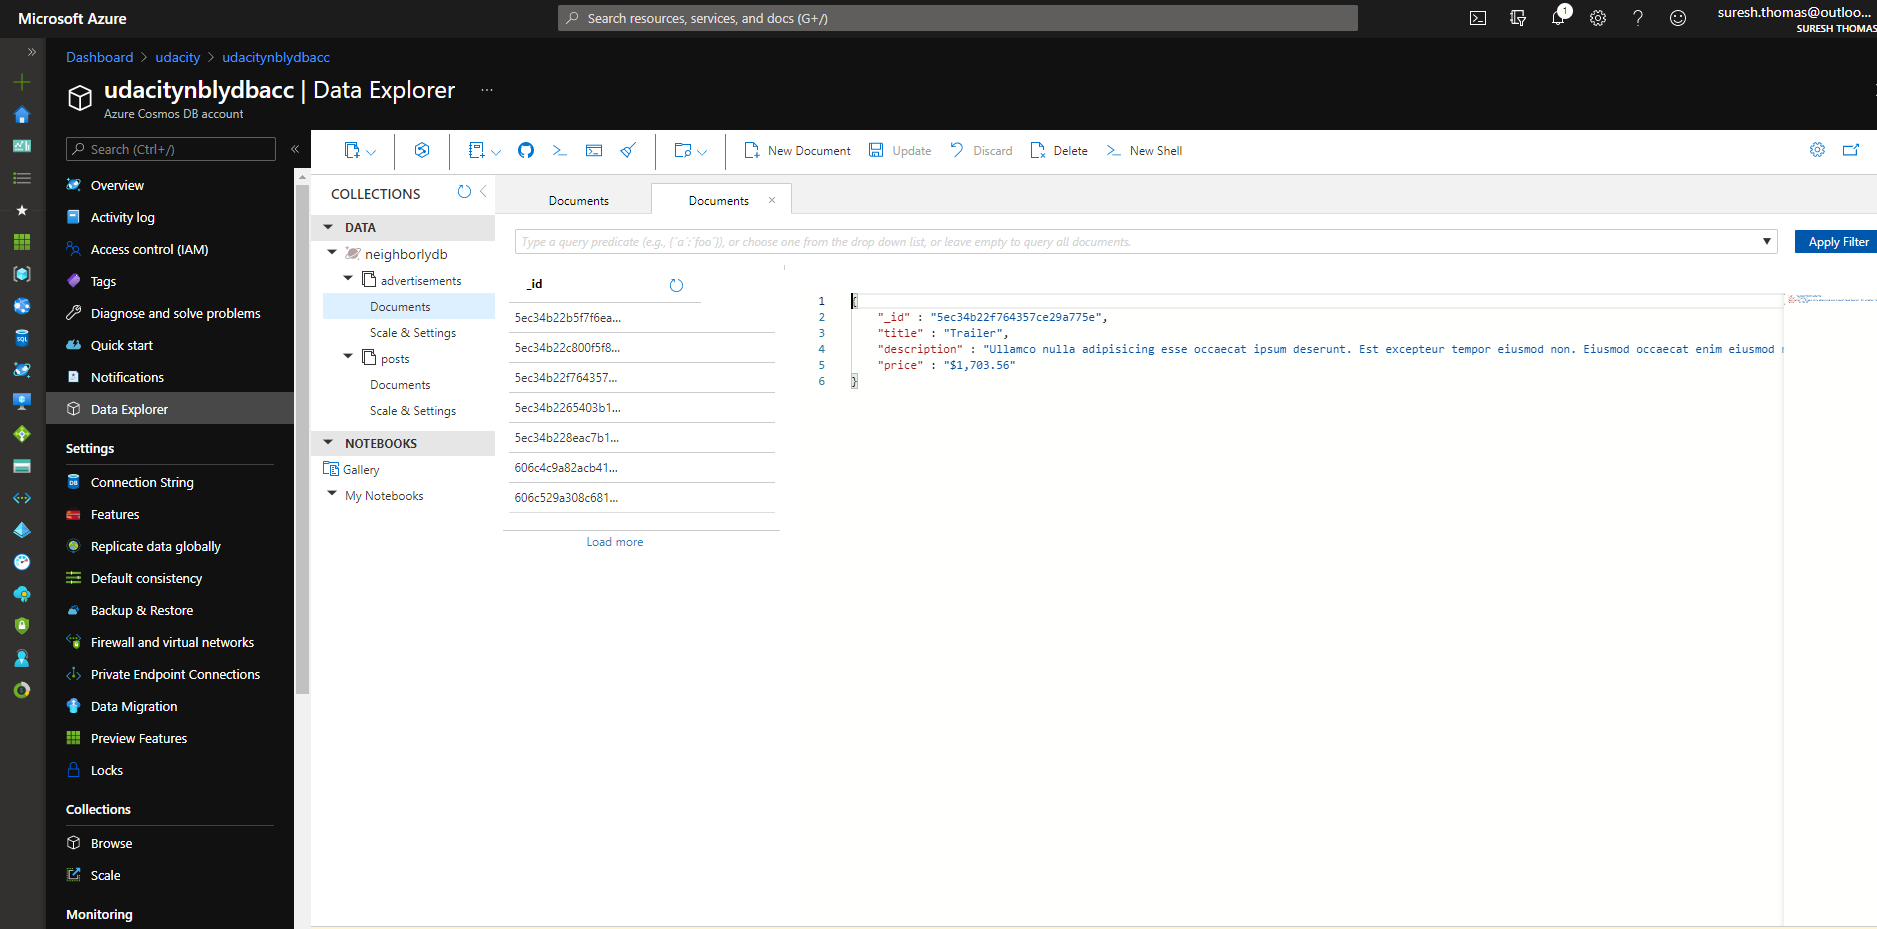 Microsoft Azure
Search resources, services, and docs (G+/)
1
suresh.thomas@outloo...
SURESH THOMAS
Dashboard > udacity > udacitynblydbacc
udacitynblydbacc | Data Explorer ...
Azure Cosmos DB account
Search (Ctrl+/)
Overview
Activity log
Access control (IAM)
Tags
Diagnose and solve problems
Quick start
Notifications
Data Explorer
Settings
Connection String
Features
Replicate data globally
Default consistency
Backup & Restore
Firewall and virtual networks
Private Endpoint Connections
Data Migration
Preview Features
Locks
Collections
Browse
Scale
Monitoring
New Document
Update
Discard
Delete
New Shell
COLLECTIONS
DATA
neighborlydb
advertisements
Documents
Scale & Settings
posts
Documents
Scale & Settings
NOTEBOOKS
Gallery
My Notebooks
Documents
Documents
Type a query predicate (e.g., {´a´:´foo´}), or choose one from the drop down list, or leave empty to query all documents.
Apply Filter
_id
5ec34b22b5f7f6ea...
5ec34b22c800f5f8...
5ec34b22f764357...
5ec34b2265403b1...
5ec34b228eac7b1...
606c4c9a82acb41...
606c529a308c681...
Load more
1 {
2 "_id" : "5ec34b22f764357ce29a775e",
3 "title" : "Trailer",
4 "description" : "Ullamco nulla adipisicing esse occaecat ipsum deserunt. Est excepteur tempor eiusmod non. Eiusmod occaecat enim eiusmod
5 "price" : "$1,703.56"
6 }